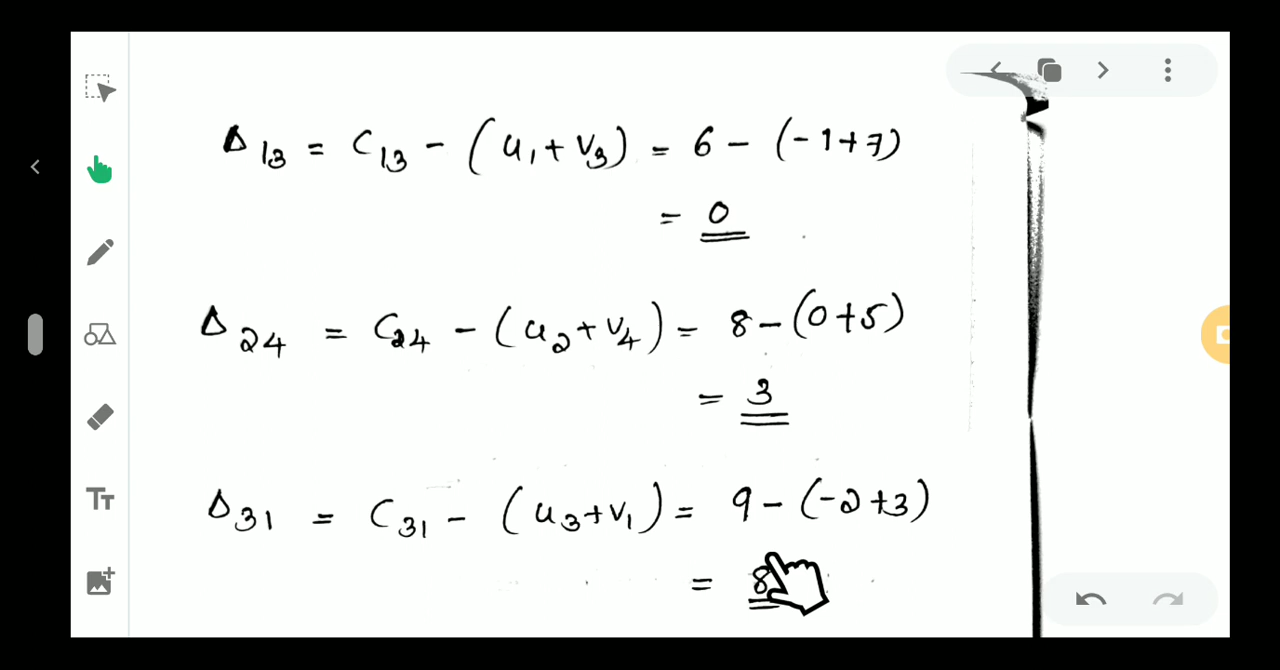 Δ13 = C13 - (u1 + v3) = 6 - (-1+7)
= 0
Δ24 = C24 - (u2 + v4) = 8 - (0+5)
= 3
Δ31 = C31 - (u3 + v1) = 9 - (-2+3)
= 8
TT